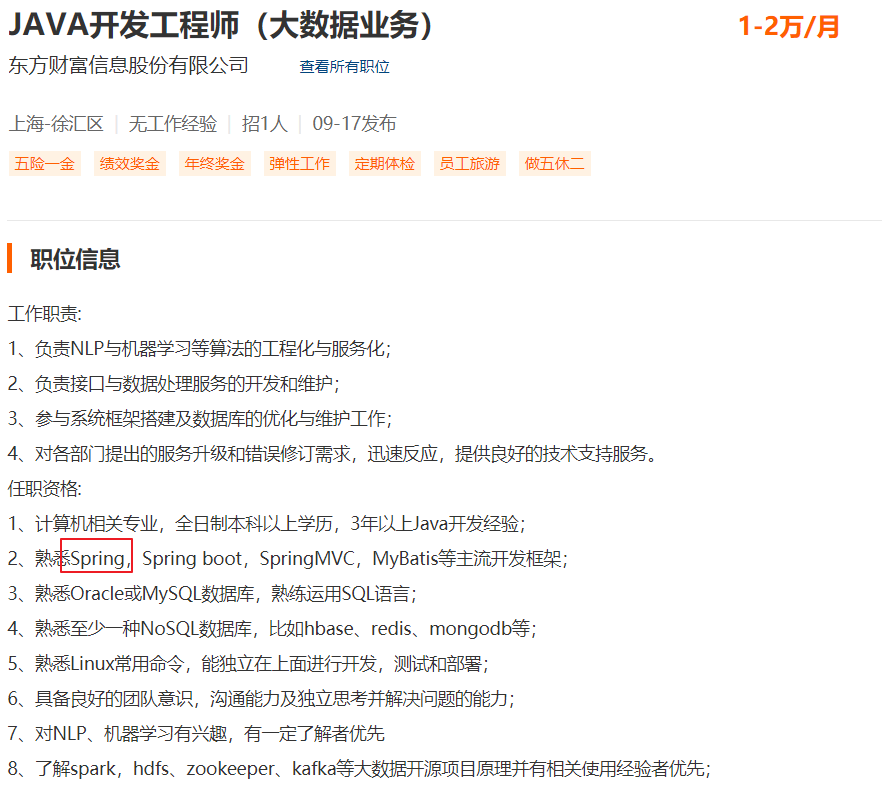 JAVA开发工程师（大数据业务）
1-2万/月
东方财富信息股份有限公司 查看所有职位
上海-徐汇区 | 无工作经验 | 招1人 | 09-17发布
五险一金 绩效奖金 年终奖金 弹性工作 定期体检 员工旅游 做五休二
职位信息
工作职责:
1、负责NLP与机器学习等算法的工程化与服务化；
2、负责接口与数据处理服务的开发和维护；
3、参与系统框架搭建及数据库的优化与维护工作；
4、对各部门提出的服务升级和错误修订需求，迅速反应，提供良好的技术支持服务。
任职资格:
1、计算机相关专业，全日制本科以上学历，3年以上Java开发经验；
2、熟悉Spring，Spring boot，SpringMVC，MyBatis等主流开发框架；
3、熟悉Oracle或MySQL数据库，熟练运用SQL语言；
4、熟悉至少一种NoSQL数据库，比如hbase、redis、mongodb等；
5、熟悉Linux常用命令，能独立在上面进行开发，测试和部署；
6、具备良好的团队意识，沟通能力及独立思考并解决问题的能力；
7、对NLP、机器学习有兴趣，有一定了解者优先
8、了解spark，hdfs、zookeeper、kafka等大数据开源项目原理并有相关使用经验者优先；